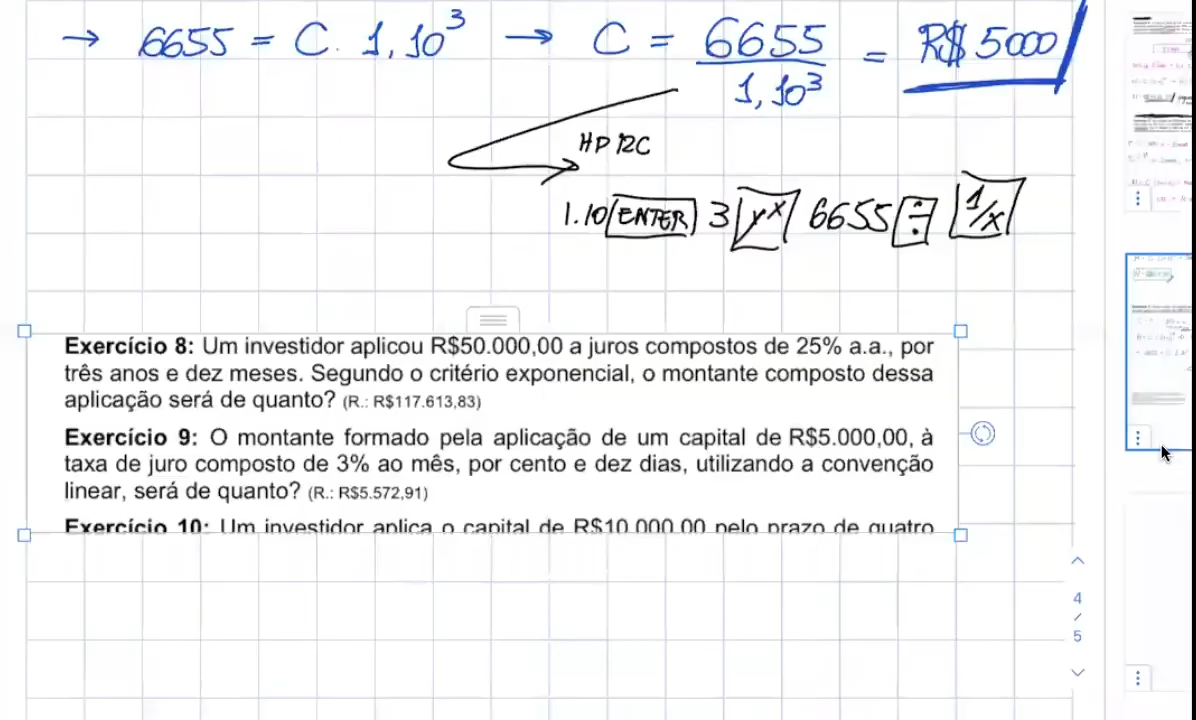 → 6655 = C. 1,10³ → C = 6655 / 1,10³ = R$ 5000
HP 12C
1.10 ENTER 3 yˣ 6655 ÷ 1/x
Exercício 8: Um investidor aplicou R$50.000,00 a juros compostos de 25% a.a., por
três anos e dez meses. Segundo o critério exponencial, o montante composto dessa
aplicação será de quanto? (R.: R$117.613,83)
Exercício 9: O montante formado pela aplicação de um capital de R$5.000,00, à
taxa de juro composto de 3% ao mês, por cento e dez dias, utilizando a convenção
linear, será de quanto? (R.: R$5.572,91)
Exercício 10: Um investidor aplica o capital de R$10.000,00 pelo prazo de quatro
4
/
5